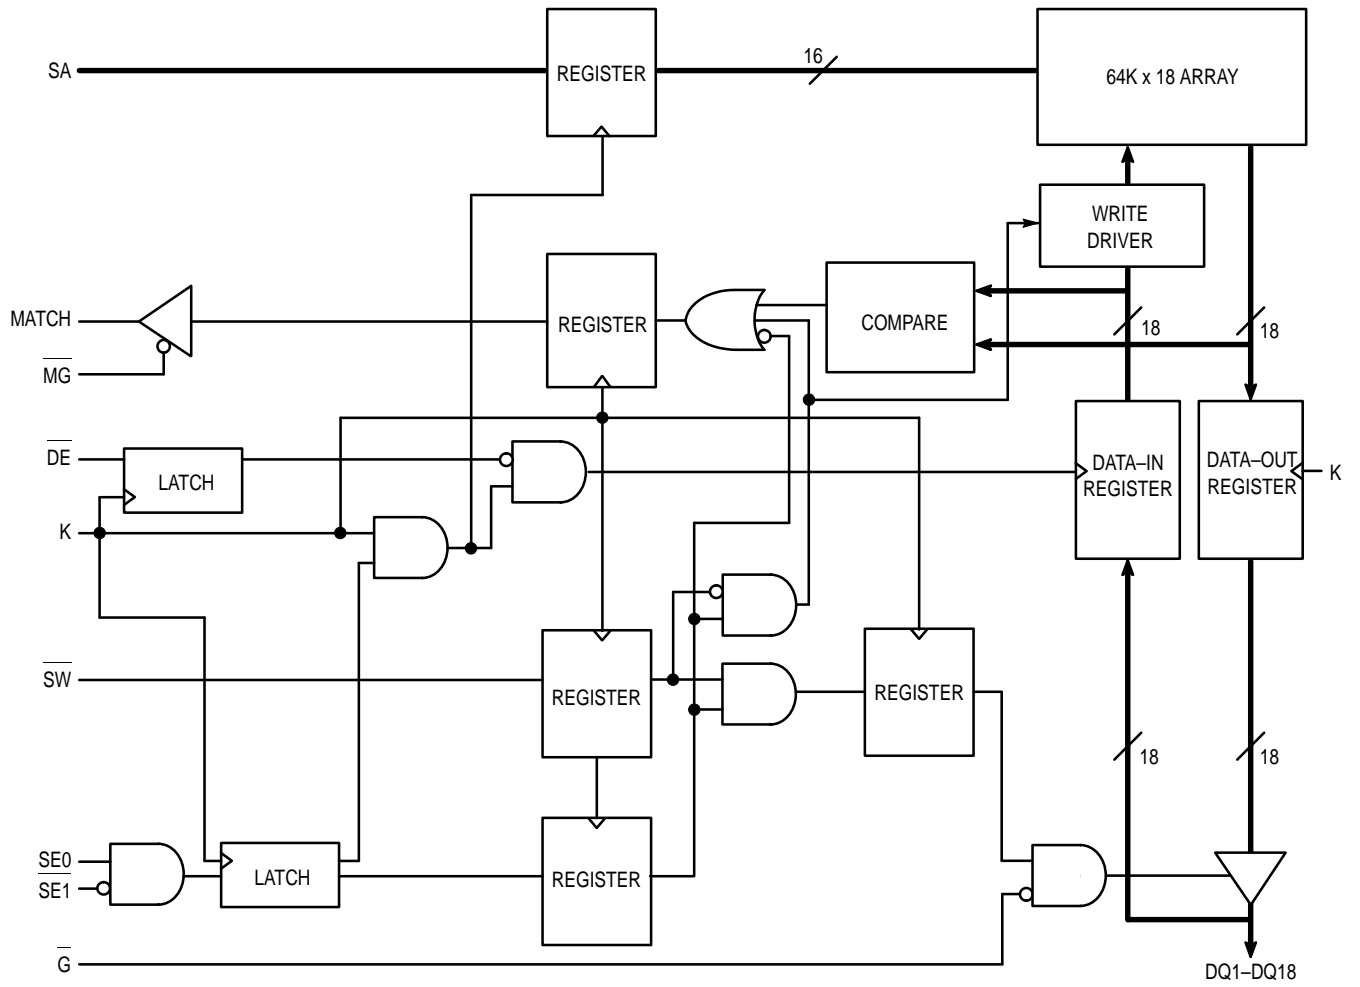 SA
REGISTER
16
64K x 18 ARRAY
WRITE
DRIVER
MATCH
MG
REGISTER
COMPARE
18
18
DE
LATCH
K
DATA–IN
REGISTER
DATA–OUT
REGISTER
K
SW
REGISTER
REGISTER
18
18
SE0
SE1
LATCH
REGISTER
G
DQ1–DQ18